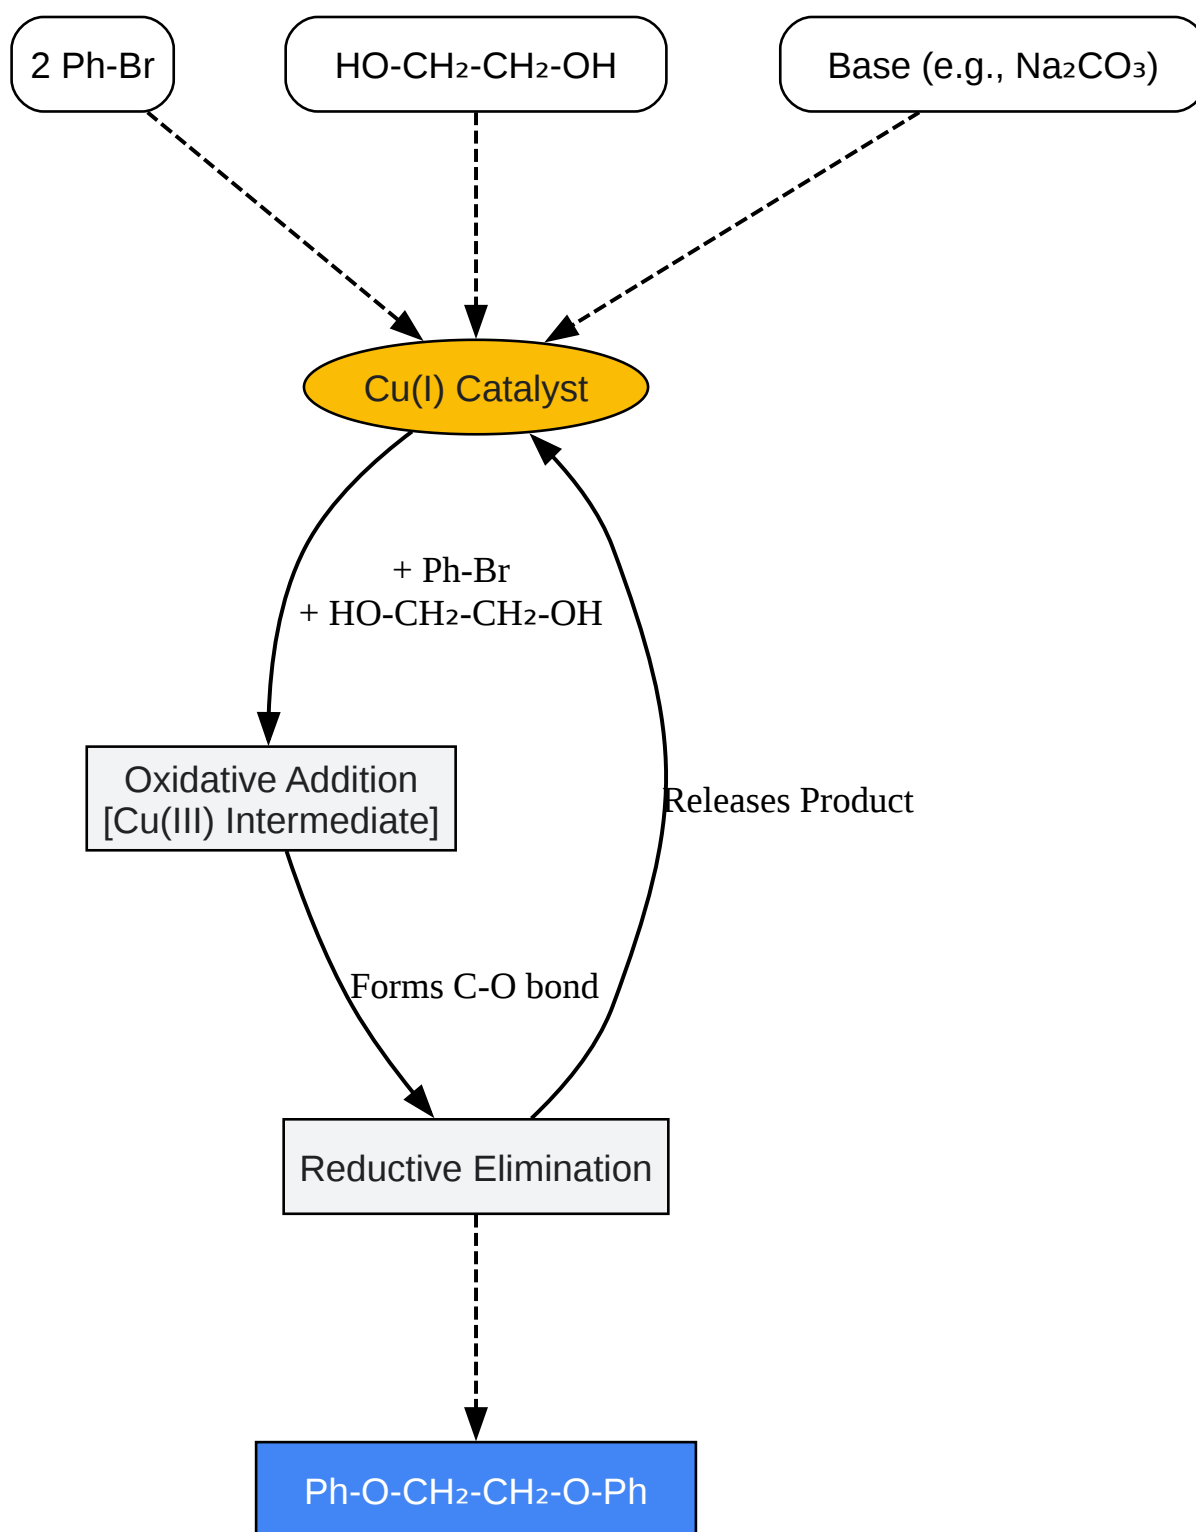 2 Ph-Br
HO-CH₂-CH₂-OH
Base (e.g., Na₂CO₃)
Cu(I) Catalyst
+ Ph-Br
+ HO-CH₂-CH₂-OH
Oxidative Addition
[Cu(III) Intermediate]
Releases Product
Forms C-O bond
Reductive Elimination
Ph-O-CH₂-CH₂-O-Ph